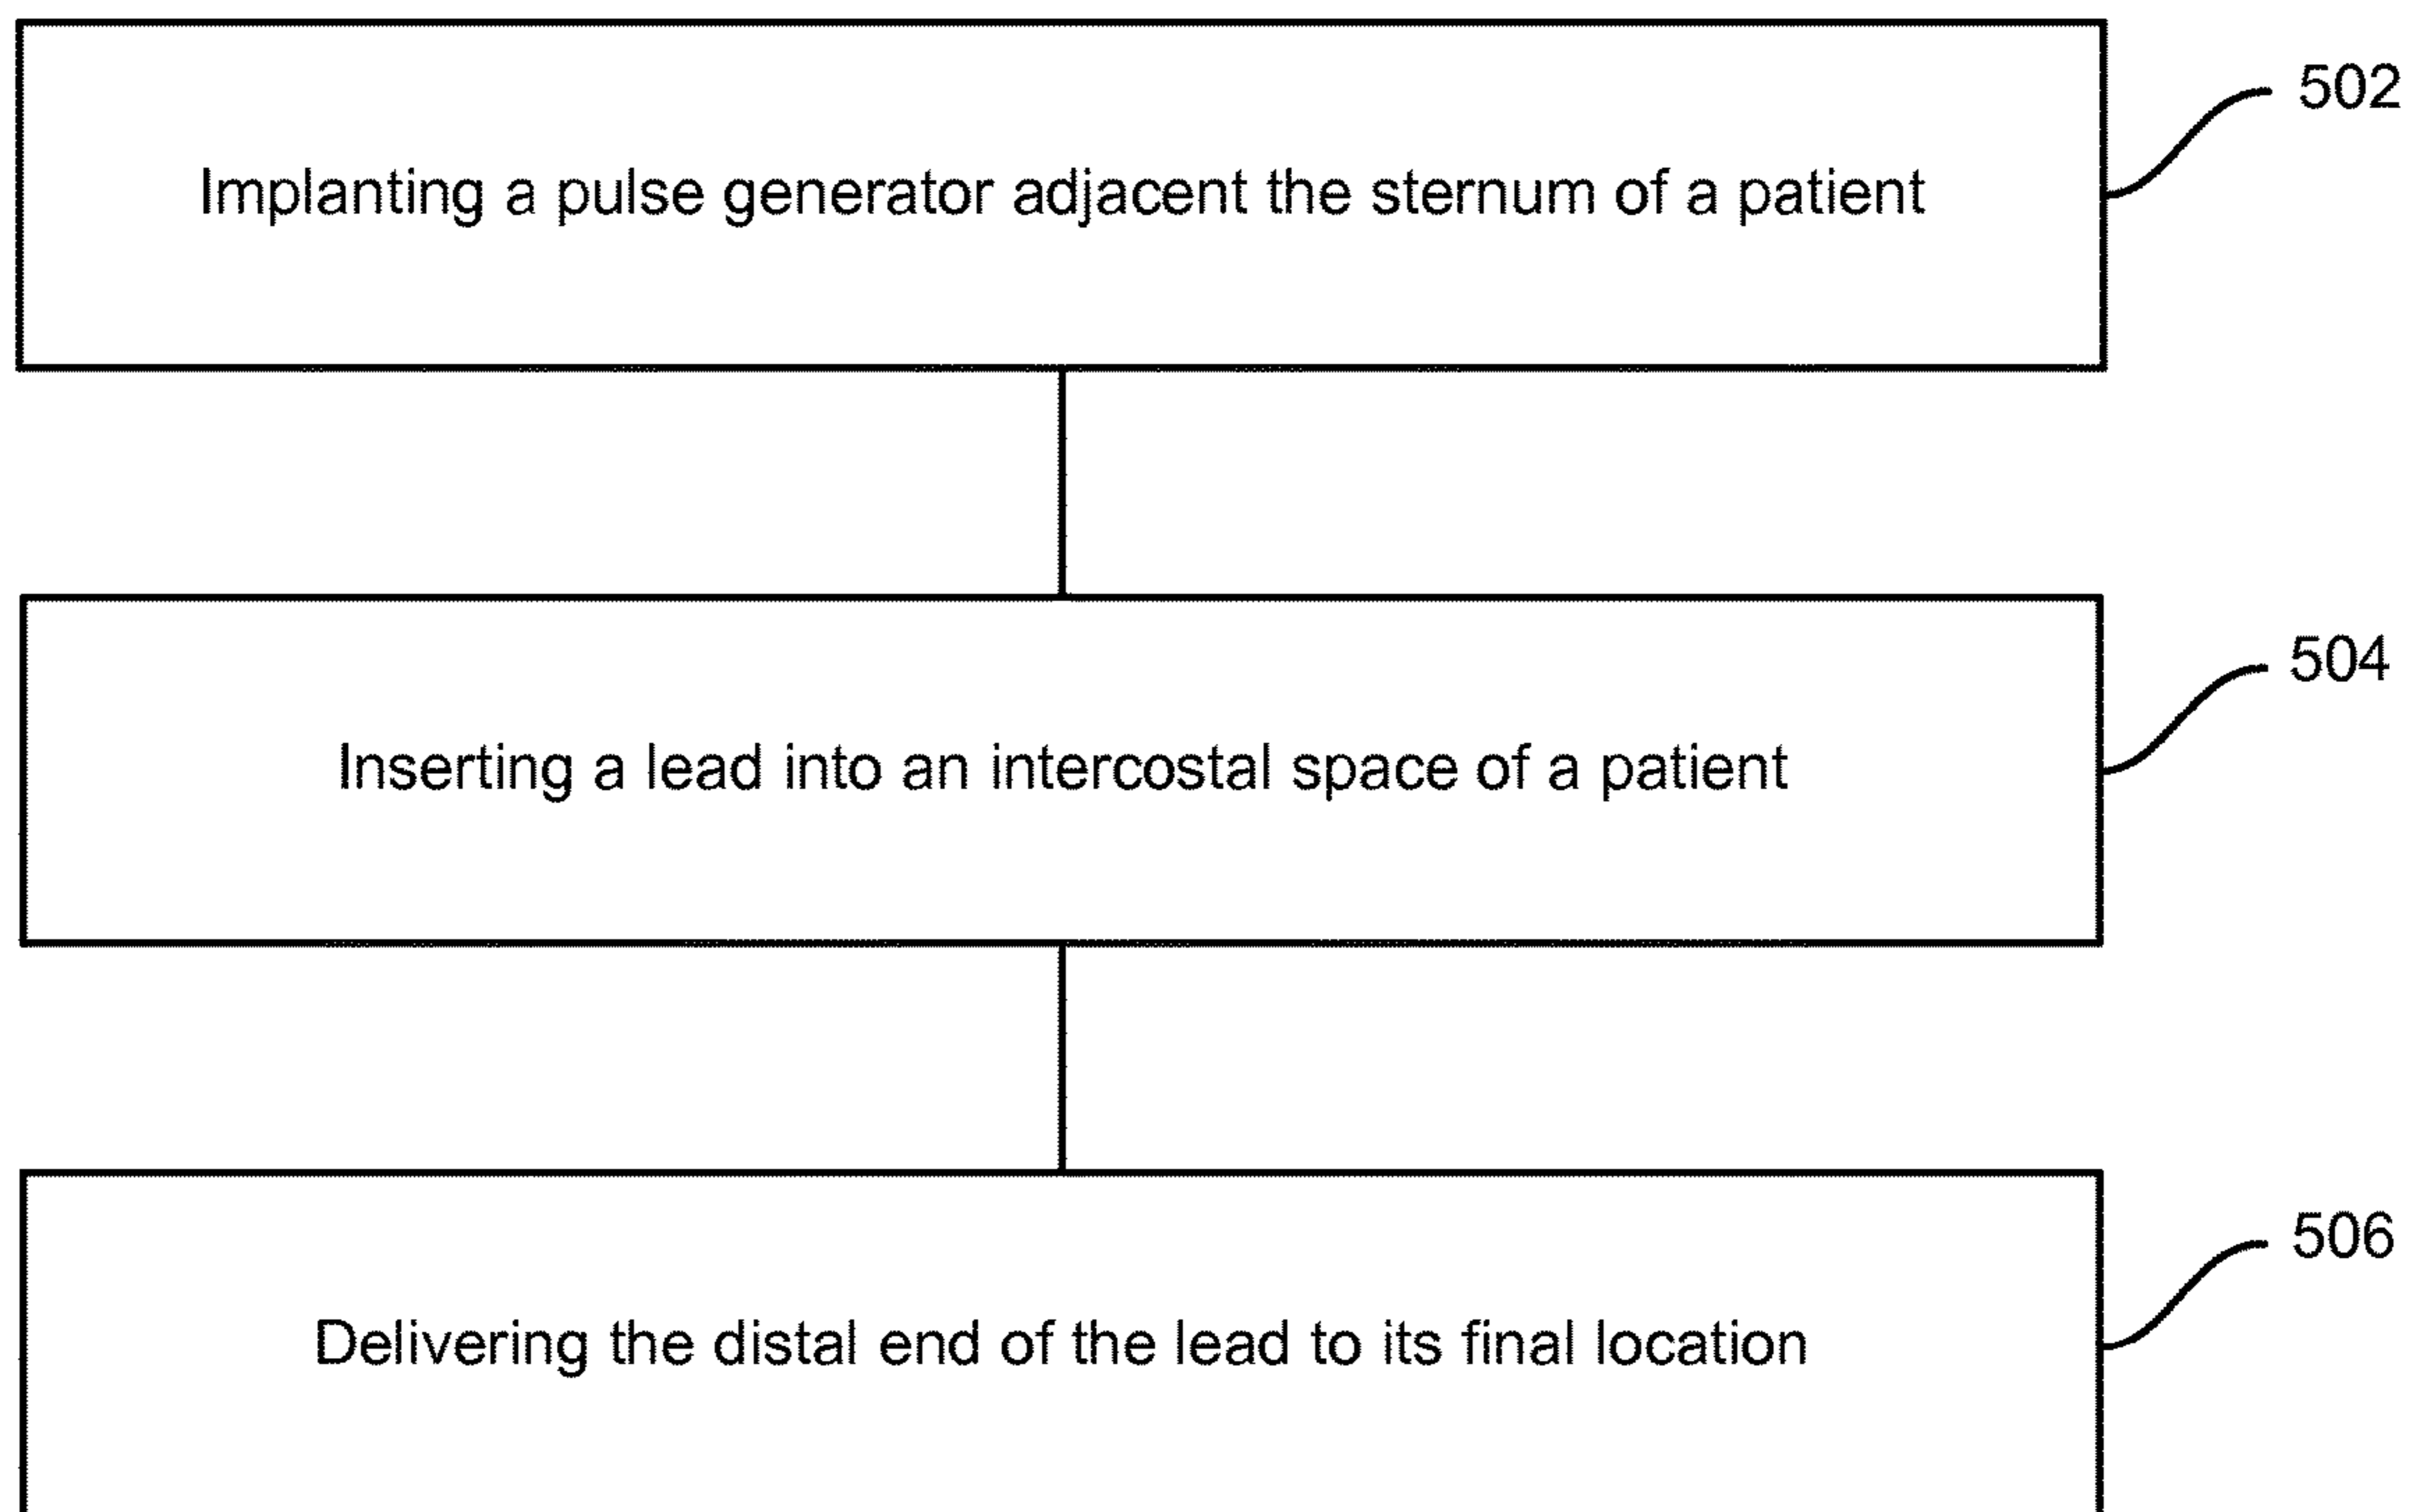 Implanting a pulse generator adjacent the sternum of a patient
502
Inserting a lead into an intercostal space of a patient
504
Delivering the distal end of the lead to its final location
506